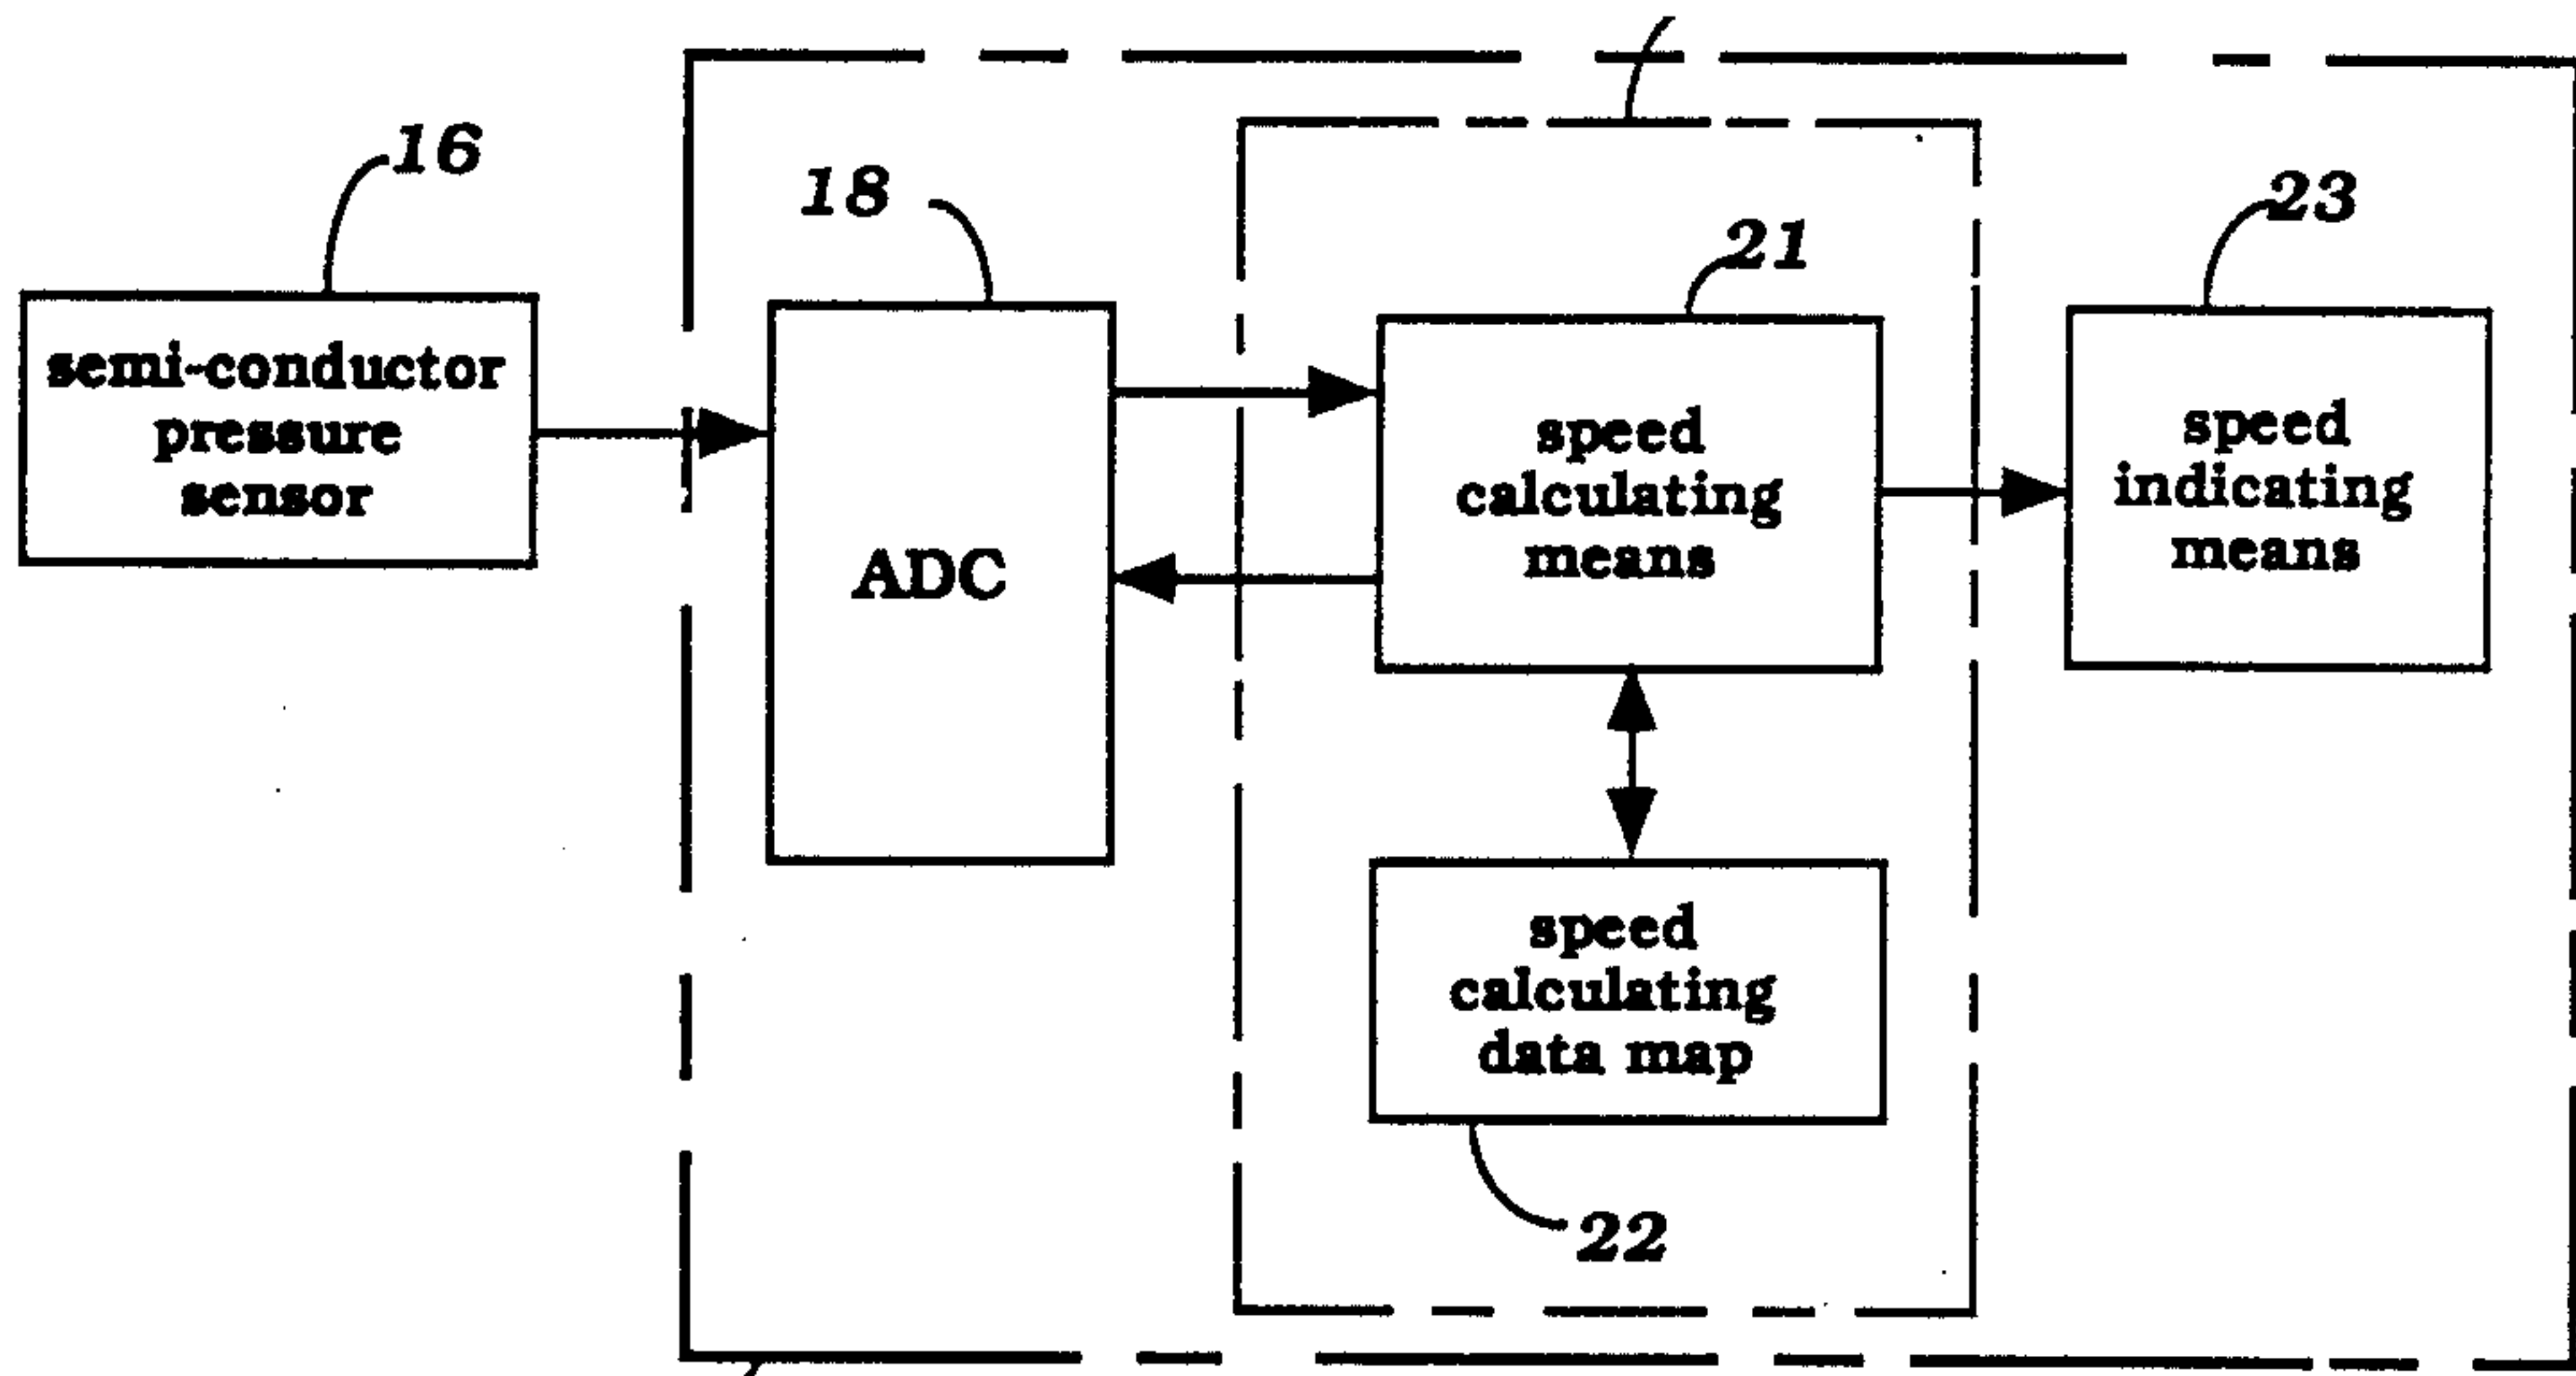 16
semi-conductor
pressure
sensor
18
ADC
21
speed
calculating
means
23
speed
indicating
means
speed
calculating
data map
22